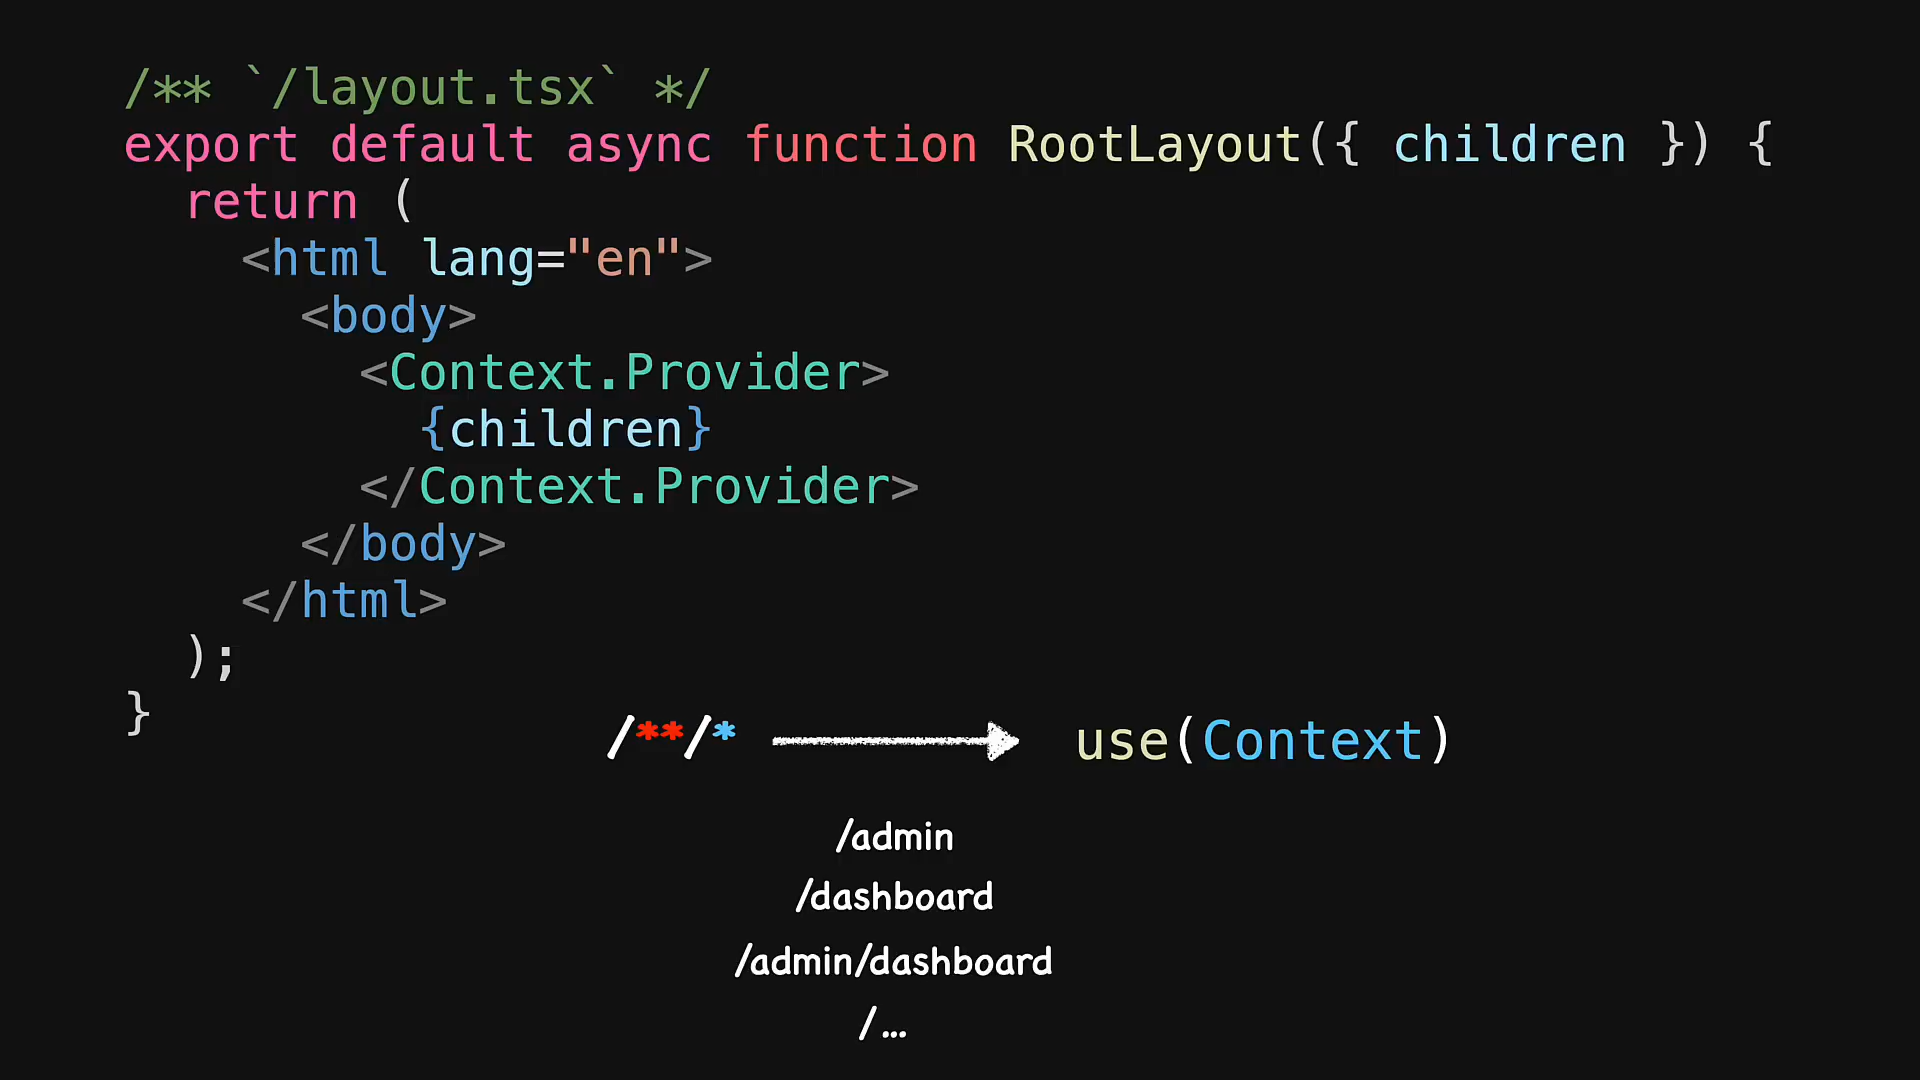 /** `/layout.tsx` */
export default async function RootLayout({ children }) {
  return (
    <html lang="en">
      <body>
        <Context.Provider>
          {children}
        </Context.Provider>
      </body>
    </html>
  );
}
/**/* use(Context)
/admin
/dashboard
/admin/dashboard
/...